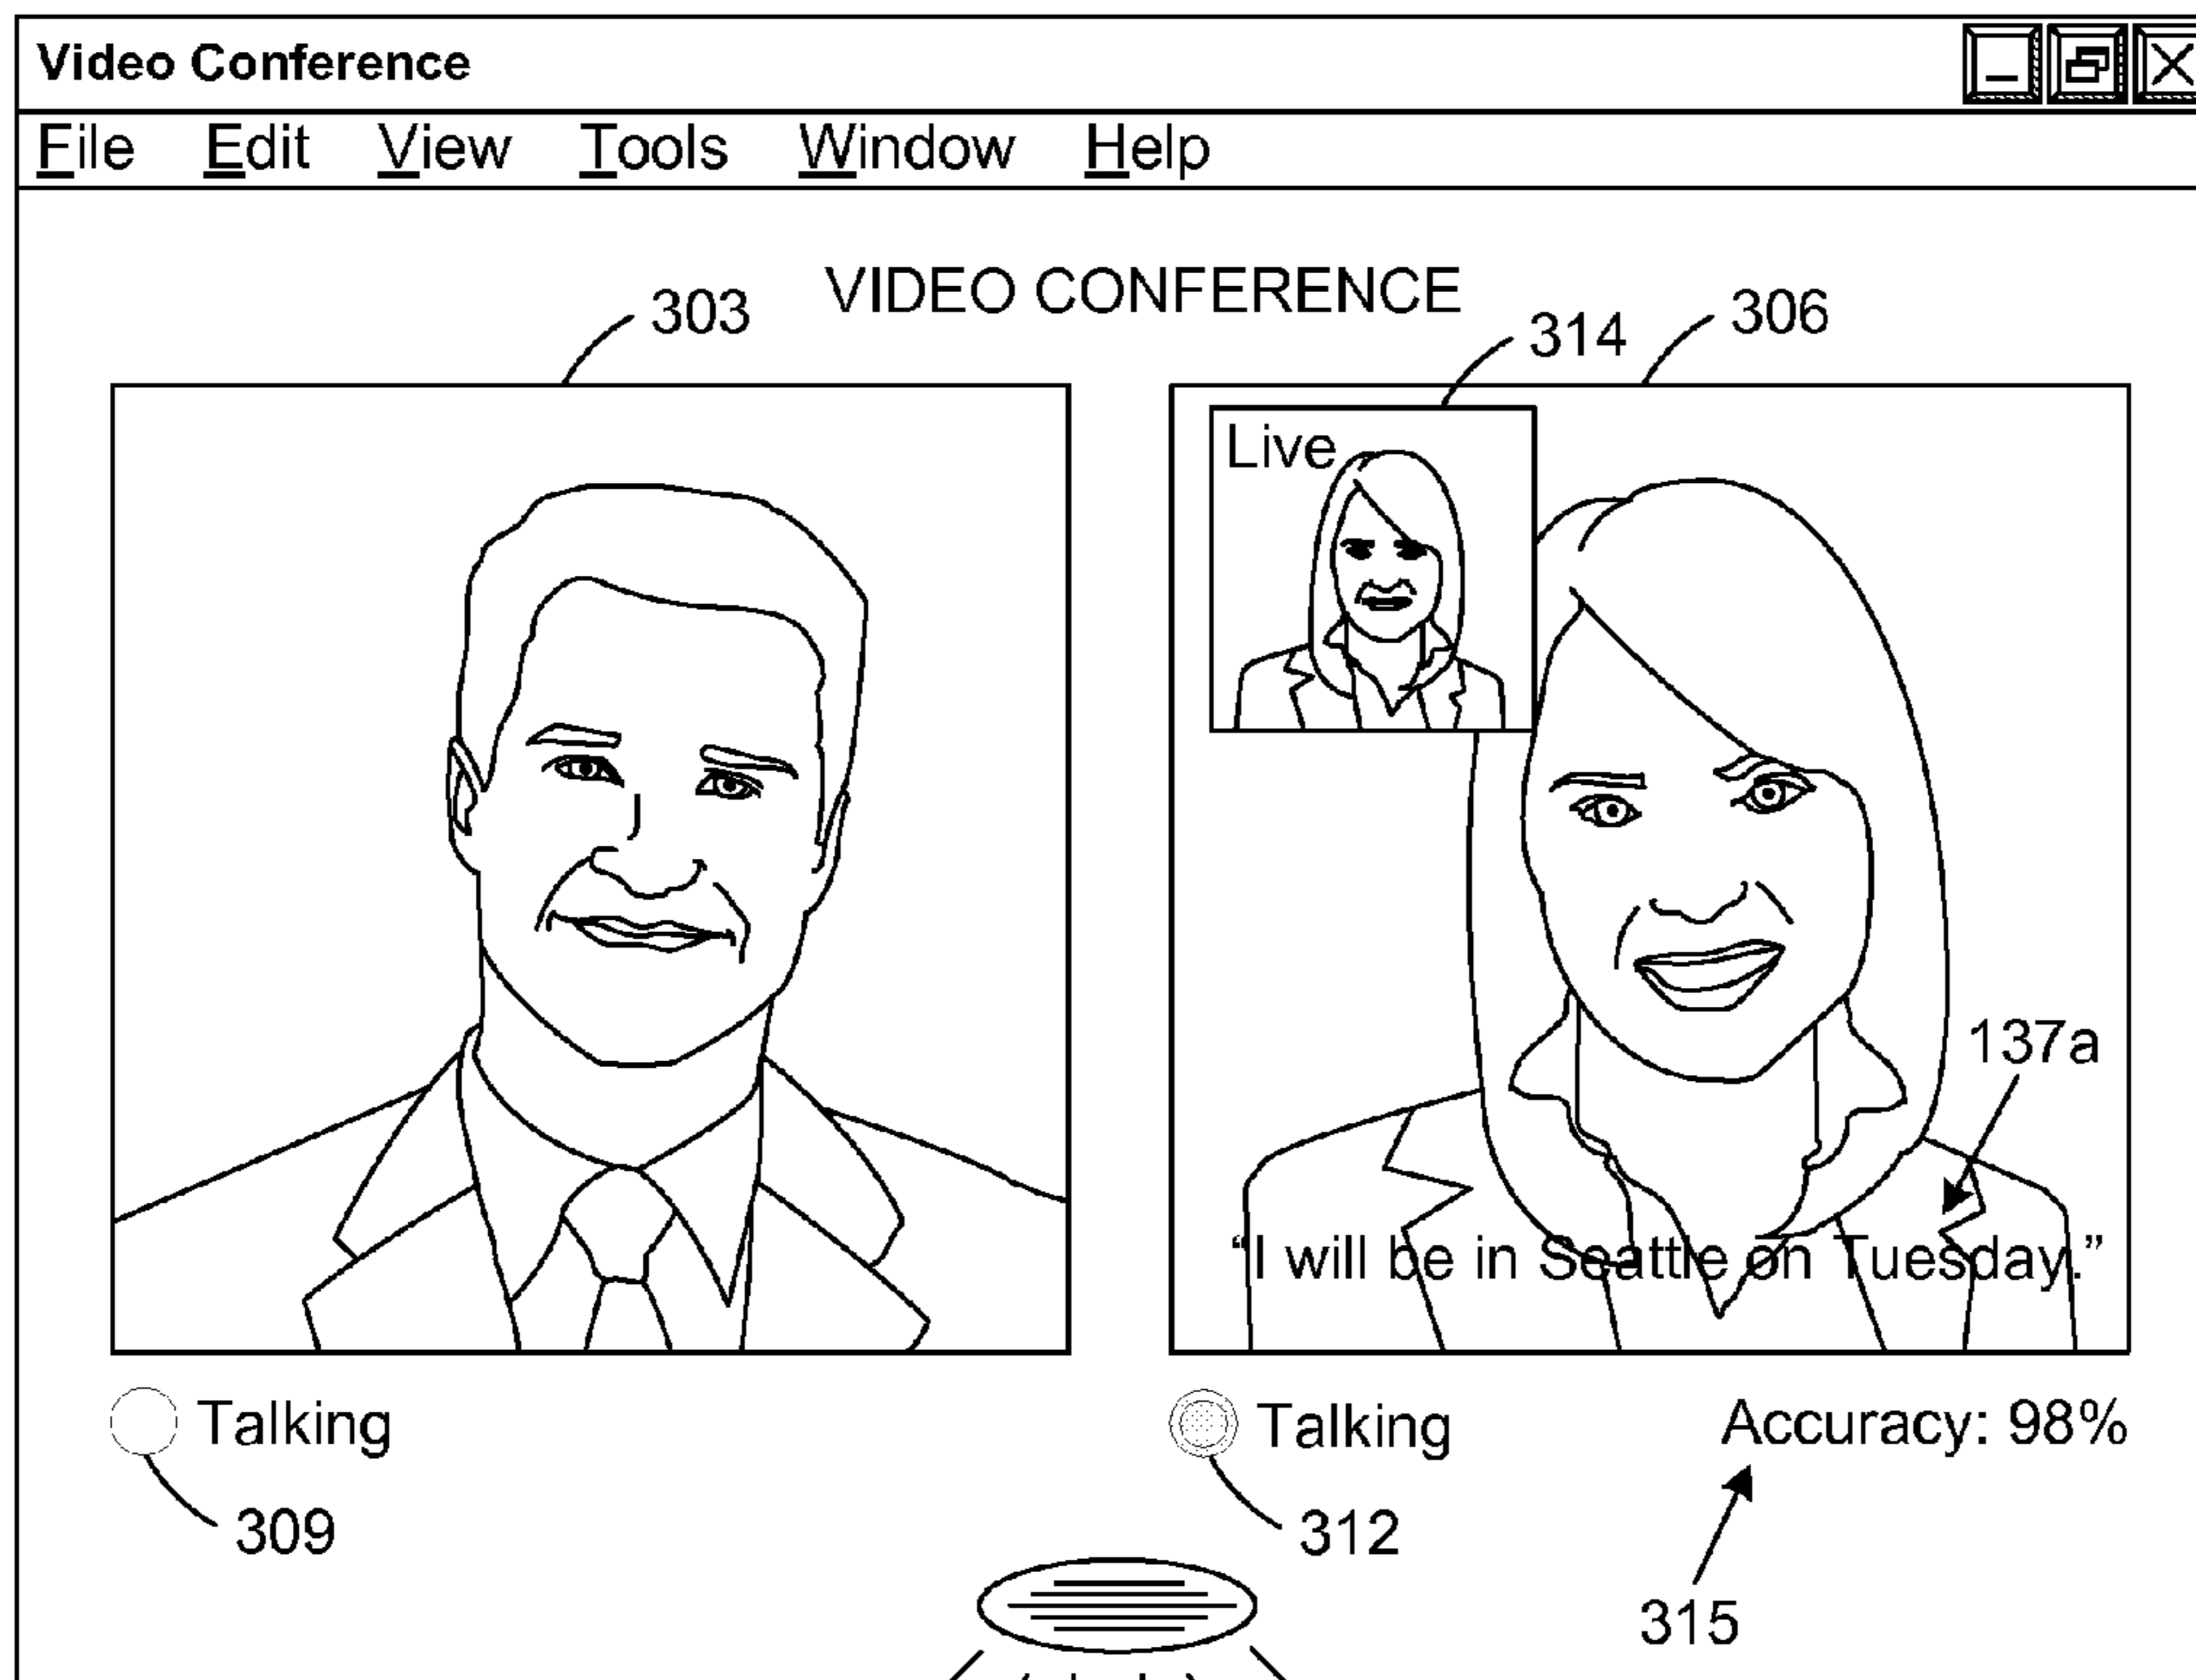 Video Conference
File Edit View Tools Window Help
VIDEO CONFERENCE
303
314
306
Live
137a
“I will be in Seattle on Tuesday.”
Talking
Talking
Accuracy: 98%
309
312
315